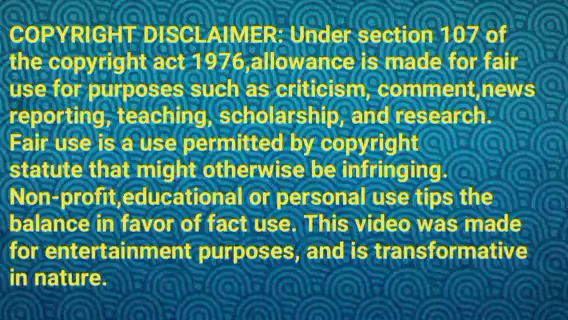 COPYRIGHT DISCLAIMER: Under section 107 of
the copyright act 1976,allowance is made for fair
use for purposes such as criticism, comment,news
reporting, teaching, scholarship, and research.
Fair use is a use permitted by copyright
statute that might otherwise be infringing.
Non-profit,educational or personal use tips the
balance in favor of fact use. This video was made
for entertainment purposes, and is transformative
in nature.